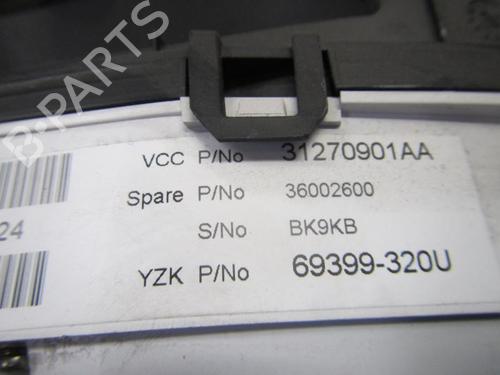 B-PARTS
VCC P/No 31270901AA
Spare P/No 36002600
24 S/No BK9KB
YZK P/No 69399-320U